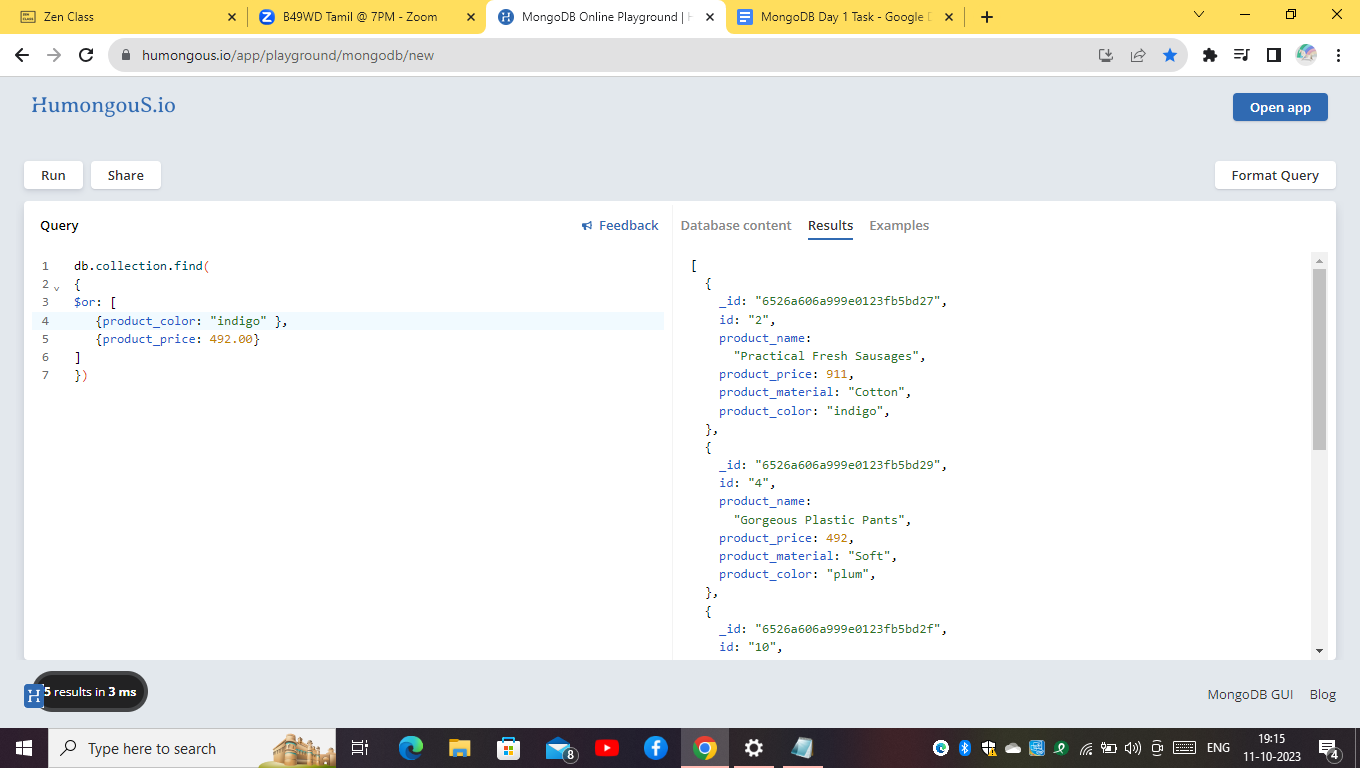 Zen Class
B49WD Tamil @ 7PM - Zoom
MongoDB Online Playground |
MongoDB Day 1 Task - Google
humongous.io/app/playground/mongodb/new
HumongouS.io
Open app
Run
Share
Format Query
Query
Feedback
Database content
Results
Examples
1 db.collection.find(
2 {
3 $or: [
4 {product_color: "indigo" },
5 {product_price: 492.00}
6 ]
7 })
[
{
_id: "6526a606a999e0123fb5bd27",
id: "2",
product_name:
"Practical Fresh Sausages",
product_price: 911,
product_material: "Cotton",
product_color: "indigo",
},
{
_id: "6526a606a999e0123fb5bd29",
id: "4",
product_name:
"Gorgeous Plastic Pants",
product_price: 492,
product_material: "Soft",
product_color: "plum",
},
{
_id: "6526a606a999e0123fb5bd2f",
id: "10",
H
5 results in 3 ms
MongoDB GUI
Blog
Type here to search
8
ENG
19:15
11-10-2023
4